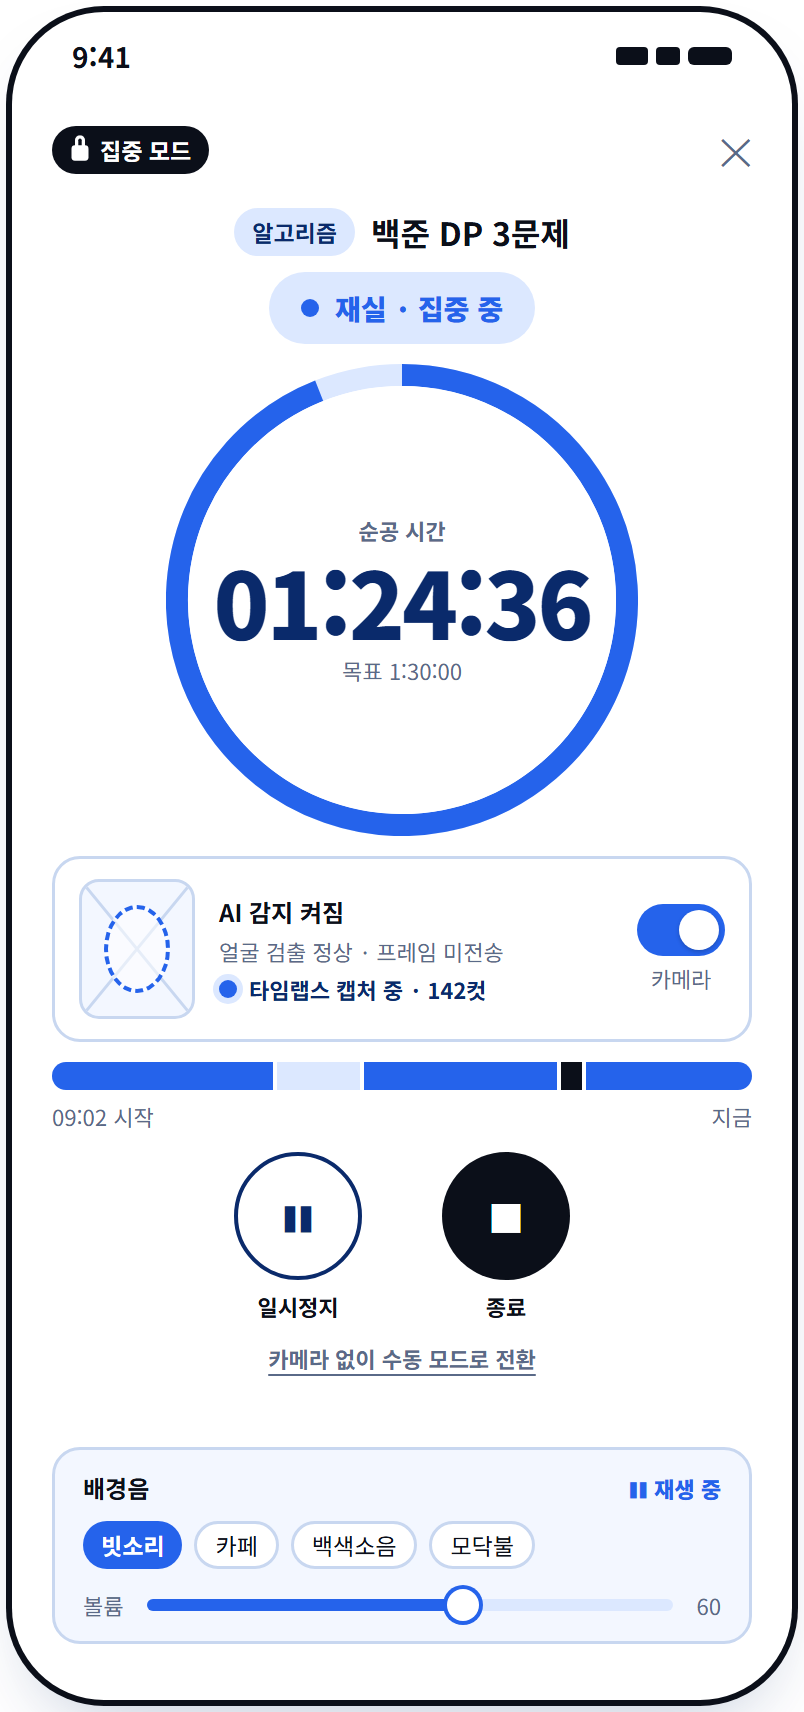 9:41
집중 모드
알고리즘 백준 DP 3문제
재실 · 집중 중
순공 시간
01:24:36
목표 1:30:00
AI 감지 켜짐
얼굴 검출 정상 · 프레임 미전송
타임랩스 캡처 중 · 142컷
카메라
09:02 시작 지금
일시정지 종료
카메라 없이 수동 모드로 전환
배경음 재생 중
빗소리 카페 백색소음 모닥불
볼륨 60